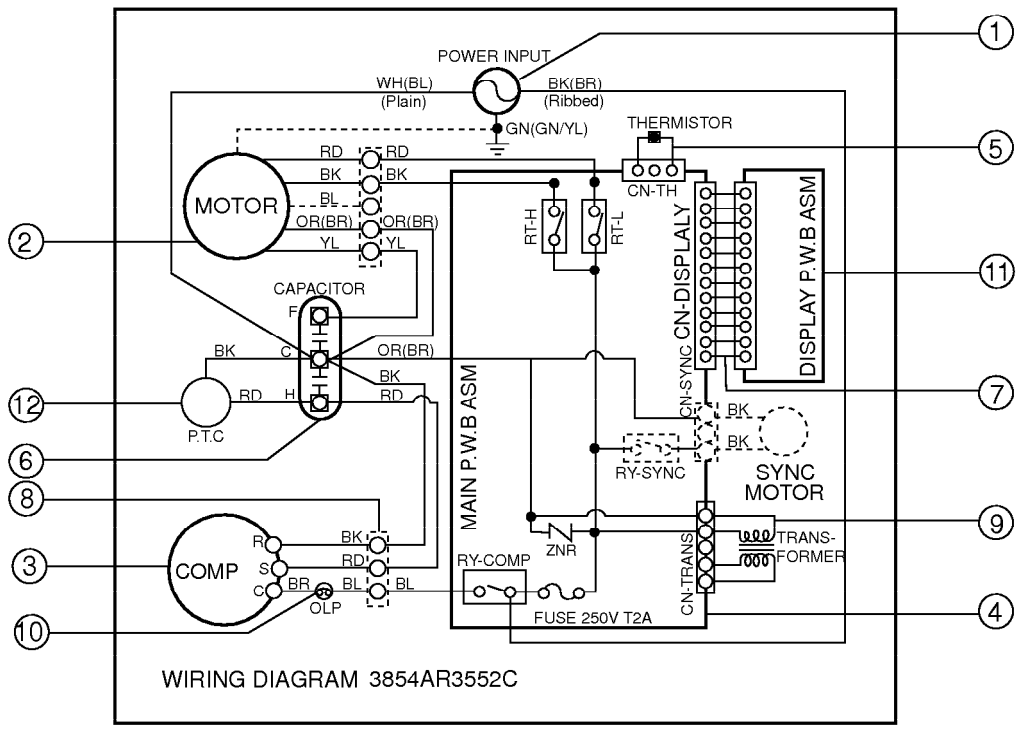 1
POWER INPUT
WH(BL)
(Plain)
BK(BR)
(Ribbed)
GN(GN/YL)
THERMISTOR
5
CN-TH
MOTOR
RD RD
BK BK
BL
OR(BR) OR(BR)
YL YL
2
RT-H
RT-L
CN-DISPLALY
DISPLAY P.W.B ASM
11
CAPACITOR
F
C
H
BK
OR(BR)
BK
RD
RD
12
P.T.C
6
MAIN P.W.B ASM
CN-SYNC
7
BK
BK
RY-SYNC
SYNC
MOTOR
8
3
COMP
R
S
C
BK
RD
BR
BL
BL
OLP
10
ZNR
RY-COMP
FUSE 250V T2A
CN-TRANS
TRANS-
FORMER
9
4
WIRING DIAGRAM 3854AR3552C